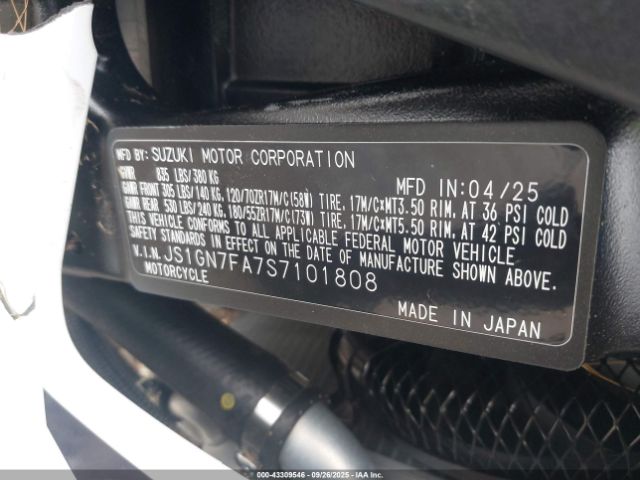 MFD BY: SUZUKI MOTOR CORPORATION
GVWR 835 LBS/380 KG MFD IN: 04/25
GAWR FRONT 305 LBS/140 KG, 120/70ZR17M/C(58W) TIRE, 17M/C×MT3.50 RIM, AT 36 PSI COLD
GAWR REAR 530 LBS/240 KG, 180/55ZR17M/C(73W) TIRE, 17M/C×MT5.50 RIM, AT 42 PSI COLD
THIS VEHICLE CONFORMS TO ALL APPLICABLE FEDERAL MOTOR VEHICLE
SAFETY STANDARDS IN EFFECT ON THE DATE OF MANUFACTURE SHOWN ABOVE.
V.I.N. JS1GN7FA7S7101808
MOTORCYCLE
MADE IN JAPAN
000-43309546 09/26/2025